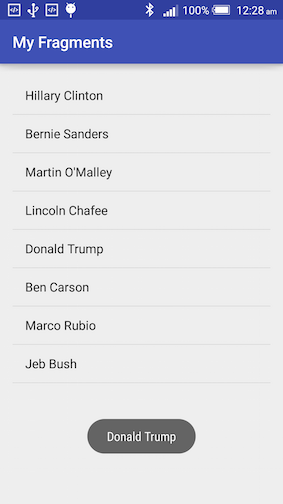 100% 12:28 AM
My Fragments
Hillary Clinton
Bernie Sanders
Martin O'Malley
Lincoln Chafee
Donald Trump
Ben Carson
Marco Rubio
Jeb Bush
Donald Trump